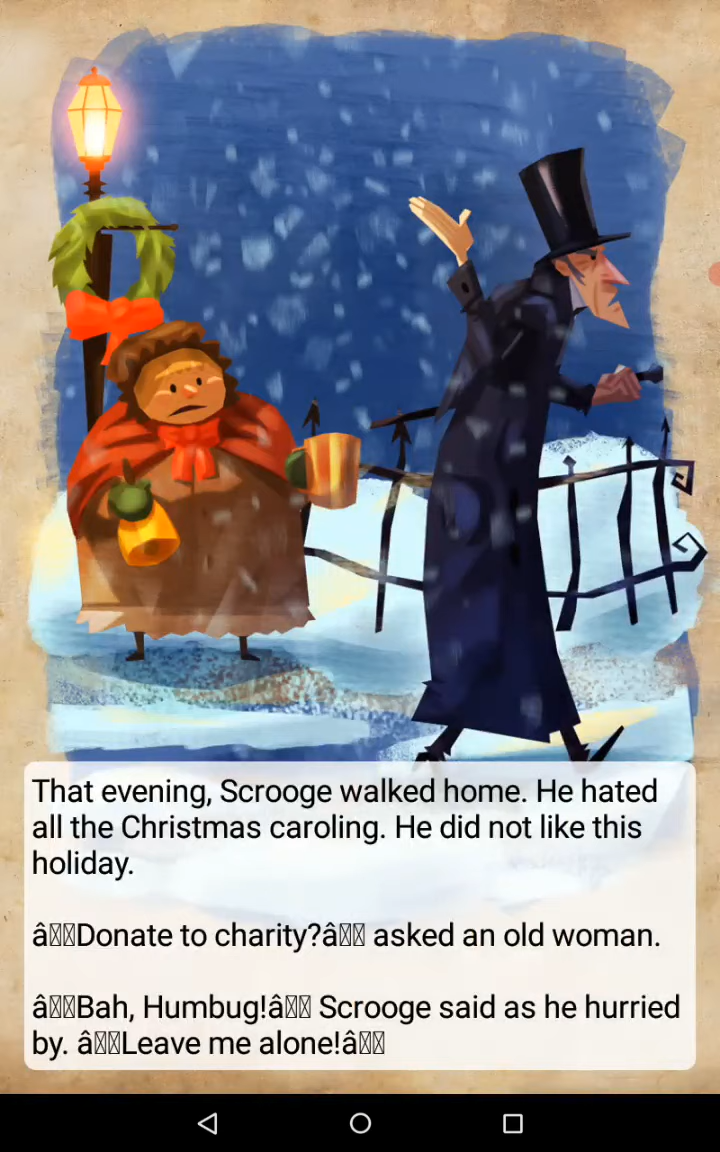 That evening, Scrooge walked home. He hated
all the Christmas caroling. He did not like this
holiday.
â▯▯Donate to charity?â▯▯ asked an old woman.
â▯▯Bah, Humbug!â▯▯ Scrooge said as he hurried
by. â▯▯Leave me alone!â▯▯